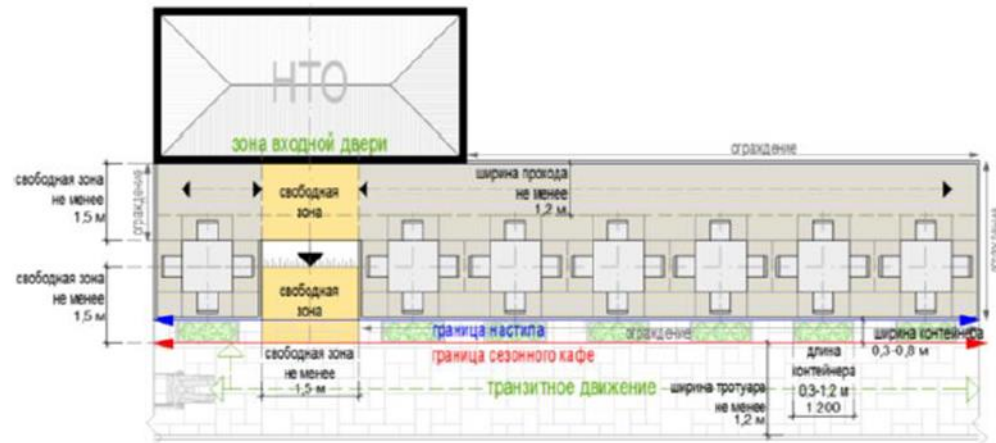 НТО
зона входной двери
ограждение
свободная зона
не менее
1,5 м
ограждение
свободная
зона
ширина прохода
не менее
1,2 м
ограждение
свободная зона
не менее
1,5 м
свободная
зона
граница настила
ограждение
ширина контейнера
0,3-0,8 м
граница сезонного кафе
свободная зона
не менее
1,5 м
транзитное движение
ширина тротуара
не менее
1,2 м
длина
контейнера
0,3-1,2 м
1 200